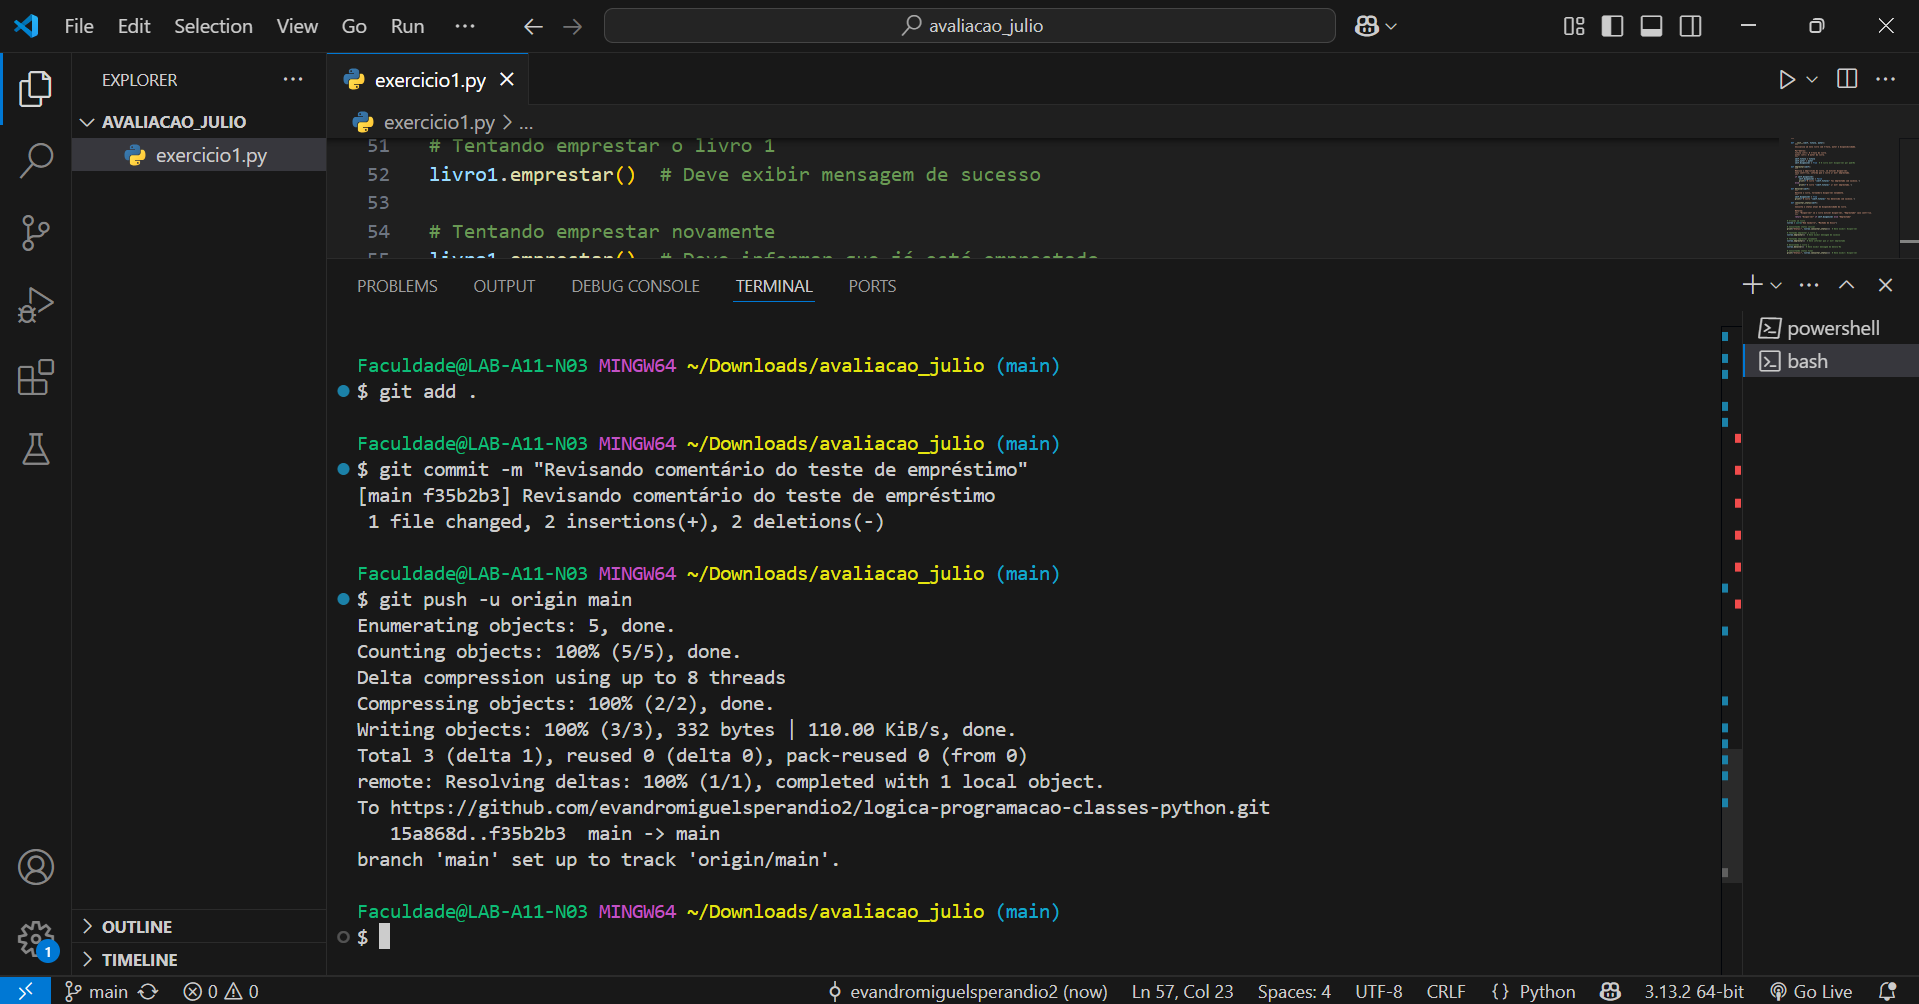 File Edit Selection View Go Run ···
avaliacao_julio
EXPLORER
exercicio1.py
AVALIACAO_JULIO
exercicio1.py
exercicio1.py > ...
51 # Tentando emprestar o livro 1
52 livro1.emprestar() # Deve exibir mensagem de sucesso
53
54 # Tentando emprestar novamente
55 livro1.emprestar() # Deve informar que já está emprestado
PROBLEMS OUTPUT DEBUG CONSOLE TERMINAL PORTS
powershell
bash
Faculdade@LAB-A11-N03 MINGW64 ~/Downloads/avaliacao_julio (main)
$ git add .
Faculdade@LAB-A11-N03 MINGW64 ~/Downloads/avaliacao_julio (main)
$ git commit -m "Revisando comentário do teste de empréstimo"
[main f35b2b3] Revisando comentário do teste de empréstimo
1 file changed, 2 insertions(+), 2 deletions(-)
Faculdade@LAB-A11-N03 MINGW64 ~/Downloads/avaliacao_julio (main)
$ git push -u origin main
Enumerating objects: 5, done.
Counting objects: 100% (5/5), done.
Delta compression using up to 8 threads
Compressing objects: 100% (2/2), done.
Writing objects: 100% (3/3), 332 bytes | 110.00 KiB/s, done.
Total 3 (delta 1), reused 0 (delta 0), pack-reused 0 (from 0)
remote: Resolving deltas: 100% (1/1), completed with 1 local object.
To https://github.com/evandromiguelsperandio2/logica-programacao-classes-python.git
15a868d..f35b2b3 main -> main
branch 'main' set up to track 'origin/main'.
Faculdade@LAB-A11-N03 MINGW64 ~/Downloads/avaliacao_julio (main)
$
OUTLINE
TIMELINE
1
main 0 0 evandromiguelsperandio2 (now) Ln 57, Col 23 Spaces: 4 UTF-8 CRLF {} Python 3.13.2 64-bit Go Live